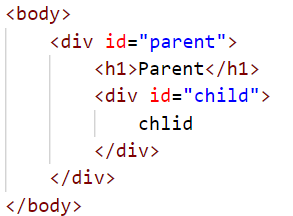 <body>
<div id="parent">
<h1>Parent</h1>
<div id="child">
chlid
</div>
</div>
</body>